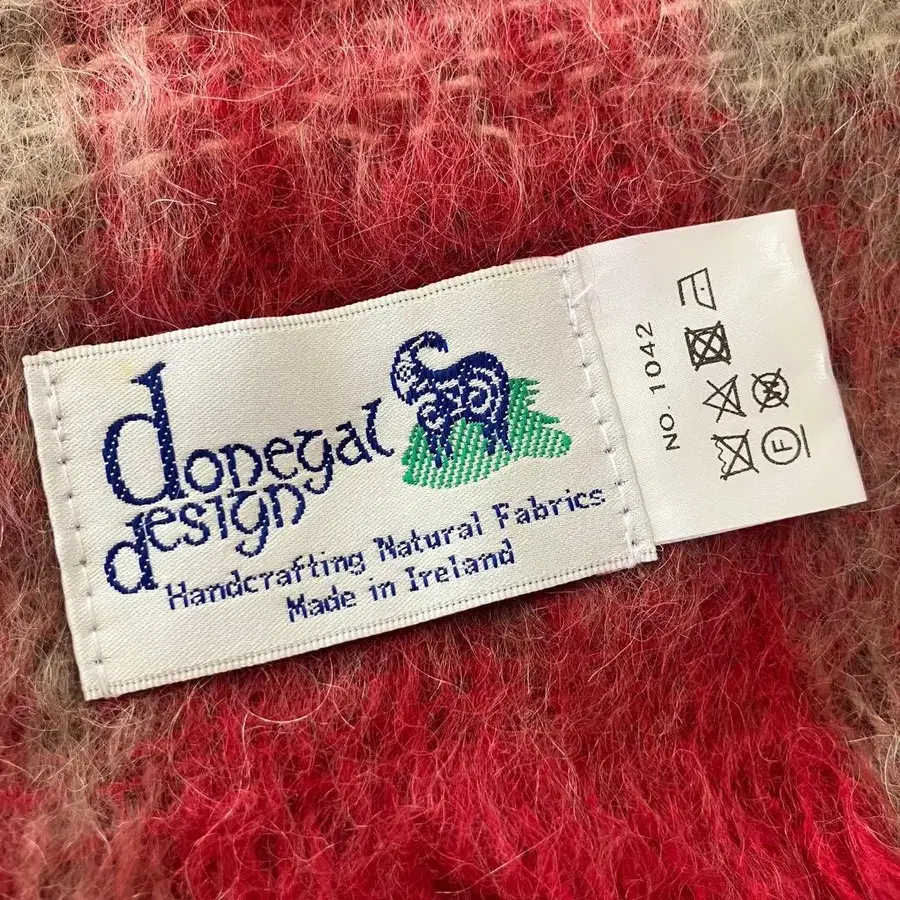 donegal
design
Handcrafting Natural Fabrics
Made in Ireland
NO. 1042
F